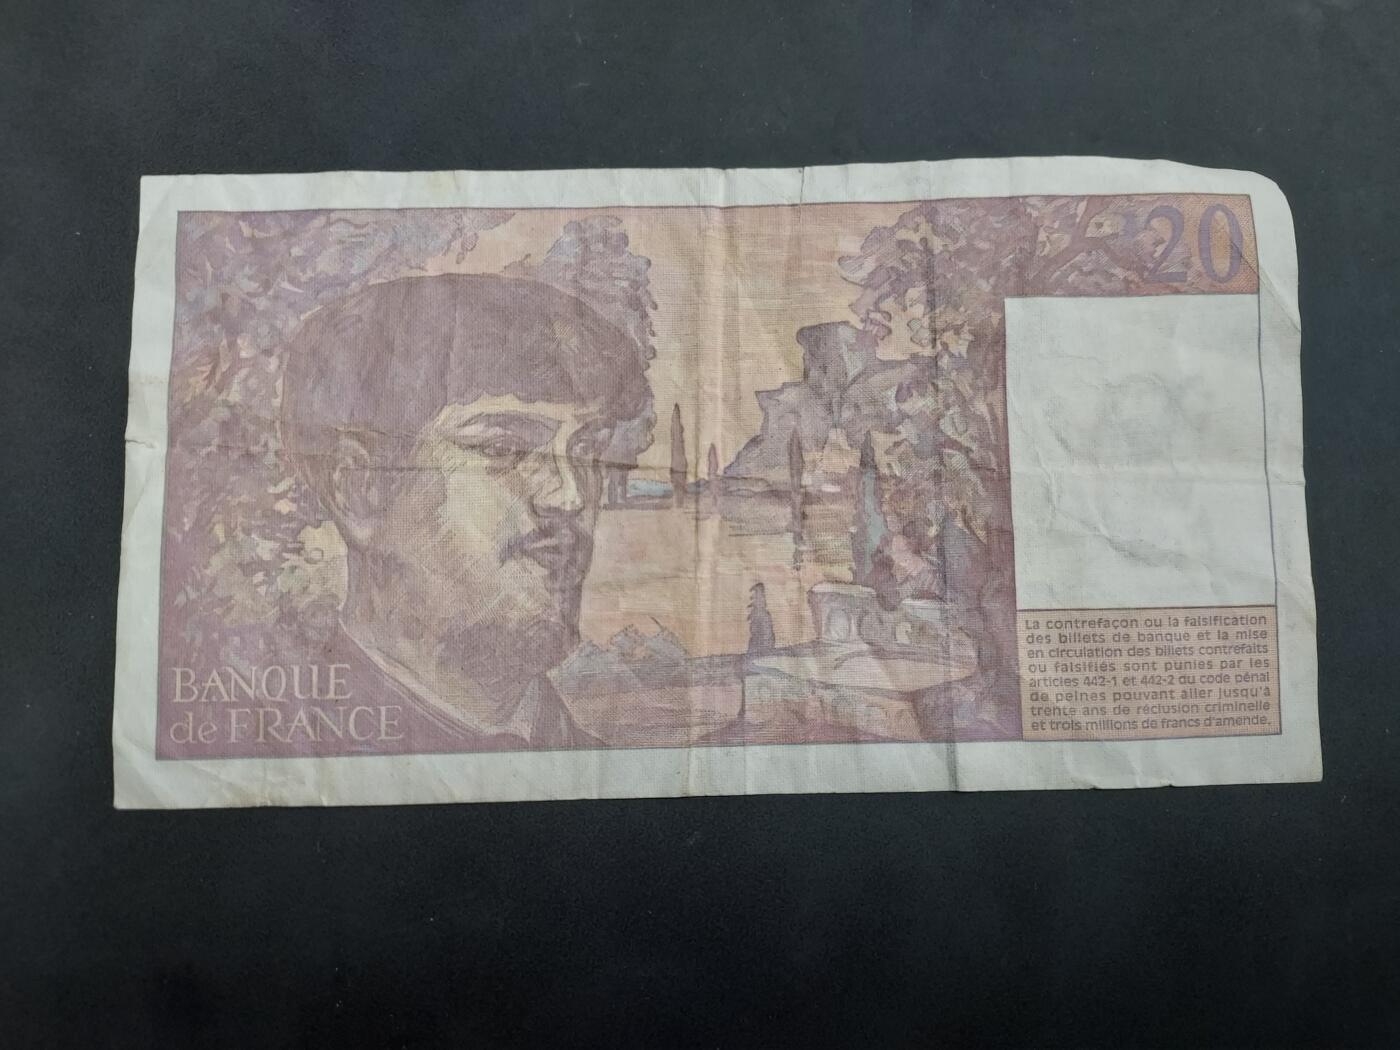 20
BANQUE
de FRANCE
La contrefaçon ou la falsification
des billets de banque et la mise
en circulation des billets contrefaits
ou falsifiés sont punies par les
articles 442-1 et 442-2 du code pénal
de peines pouvant aller jusqu'à
trente ans de réclusion criminelle
et trois millions de francs d'amende.